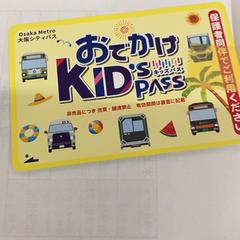 Osaka Metro
大阪シティバス
おでかけ
KID'S
キッズパス
PASS
保護者同伴でご利用ください
非売品につき 売買・譲渡禁止 有効期間は裏面に記載